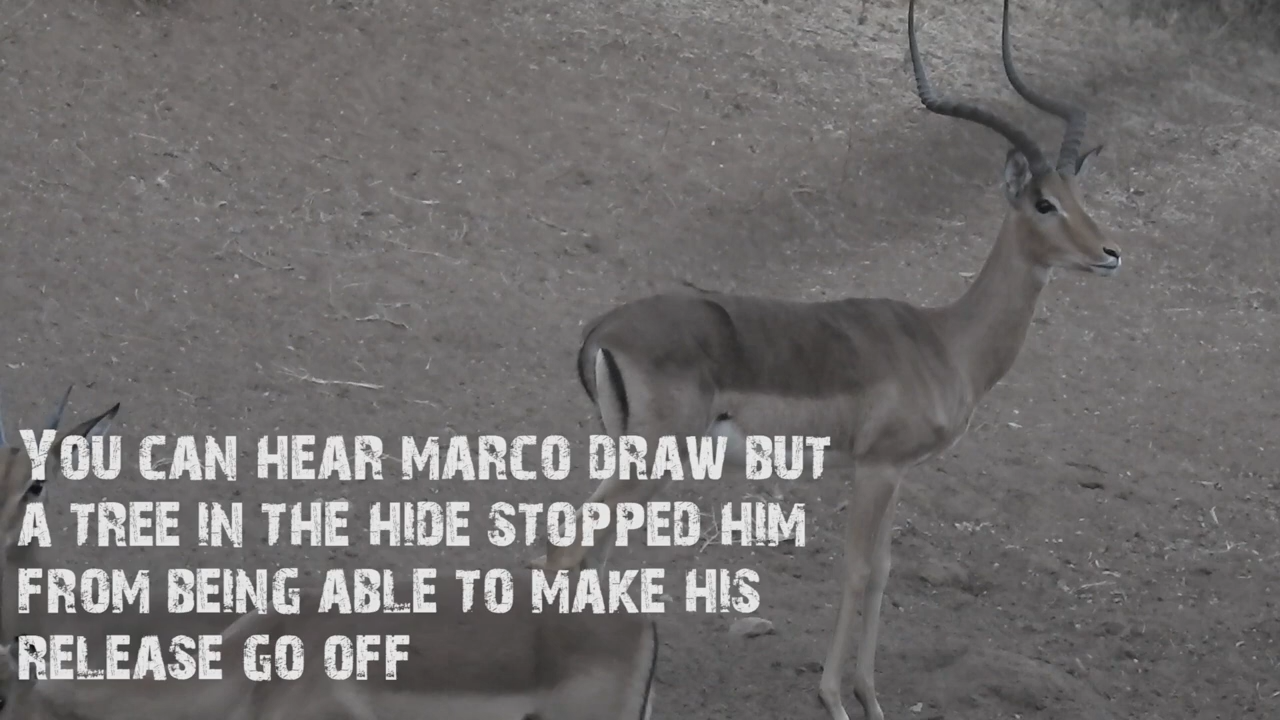 You can hear Marco draw but
a tree in the hide stopped him
from being able to make his
release go off